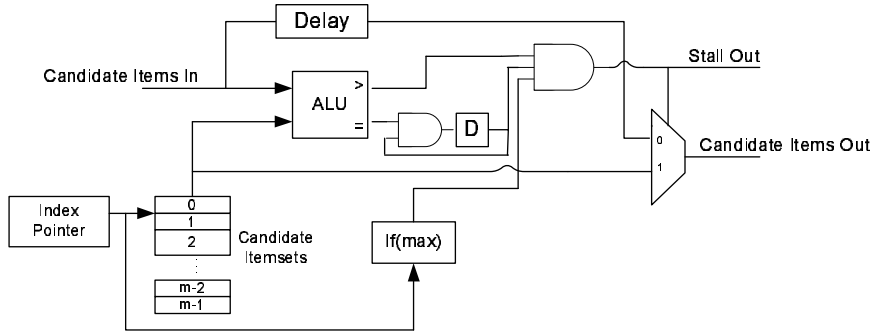 Delay
Stall Out
Candidate Items In
ALU
>
=
D
0
1
Candidate Items Out
Index
Pointer
0
1
2
Candidate
Itemsets
m-2
m-1
If(max)